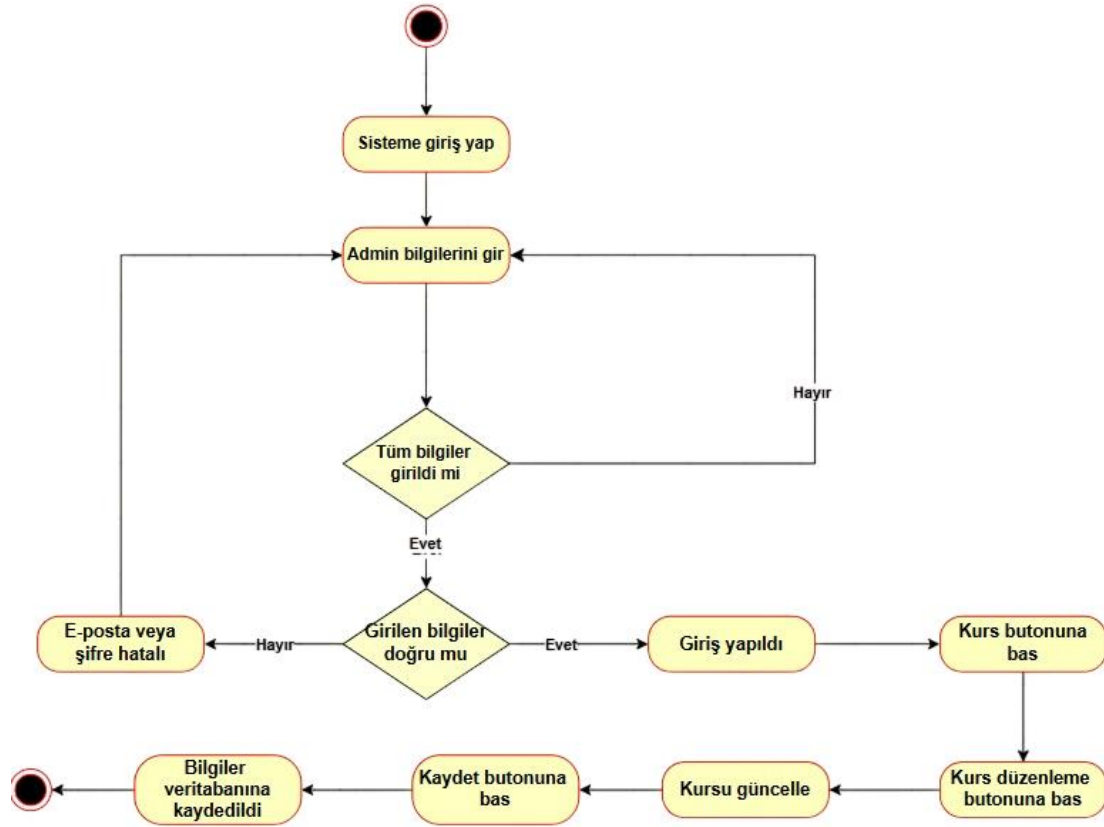 Sisteme giriş yap
Admin bilgilerini gir
Hayır
Tüm bilgiler
girildi mi
Evet
E-posta veya
şifre hatalı
Hayır
Girilen bilgiler
doğru mu
Evet
Giriş yapıldı
Kurs butonuna
bas
Bilgiler
veritabanına
kaydedildi
Kaydet butonuna
bas
Kursu güncelle
Kurs düzenleme
butonuna bas